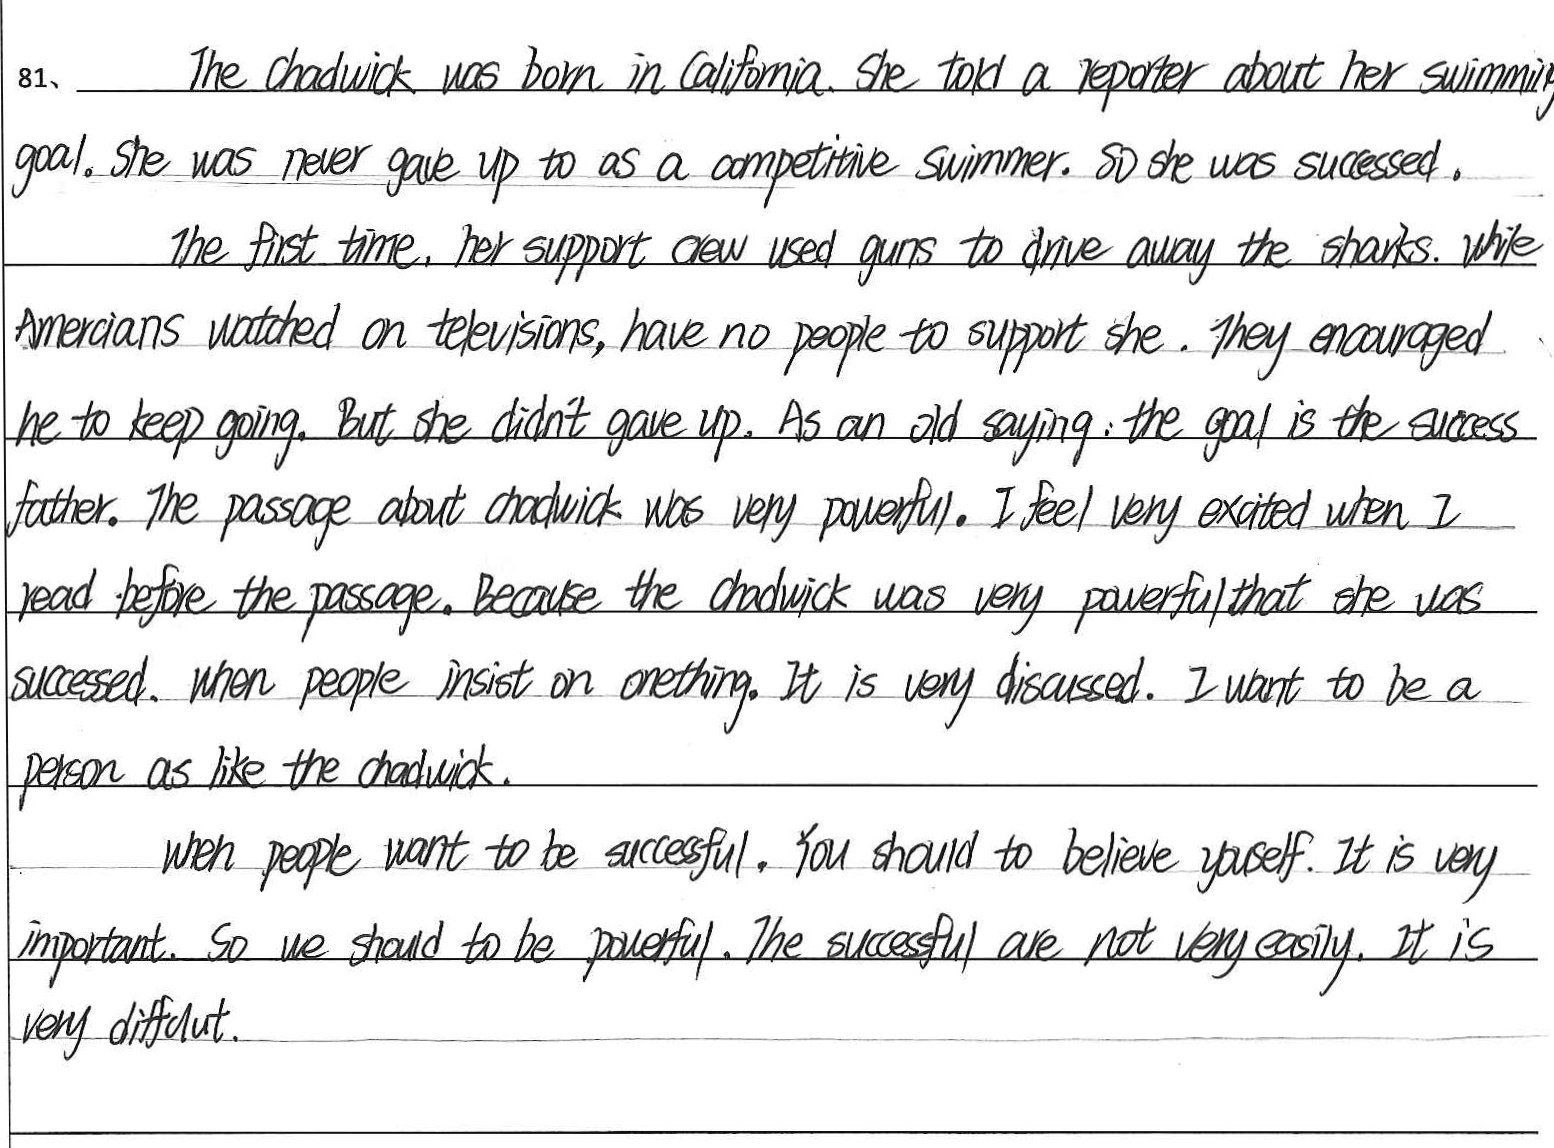 81、 The Chadwick was born in California. She told a reporter about her swimming
goal. She was never gave up to as a competitive swimmer. So she was successed.
The first time, her support crew used guns to drive away the sharks. While
Amercians watched on televisions, have no people to support she. They encouraged
he to keep going. But she didn't gave up. As an old saying: the goal is the success
father. The passage about chadwick was very powerful. I feel very excited when I
read before the passage. Because the chadwick was very powerful that she was
successed. When people insist on onething. It is very discussed. I want to be a
person as like the chadwick.
When people want to be successful. You should to believe youself. It is very
important. So we should to be powerful. The successful are not very easily. It is
very diffclut.